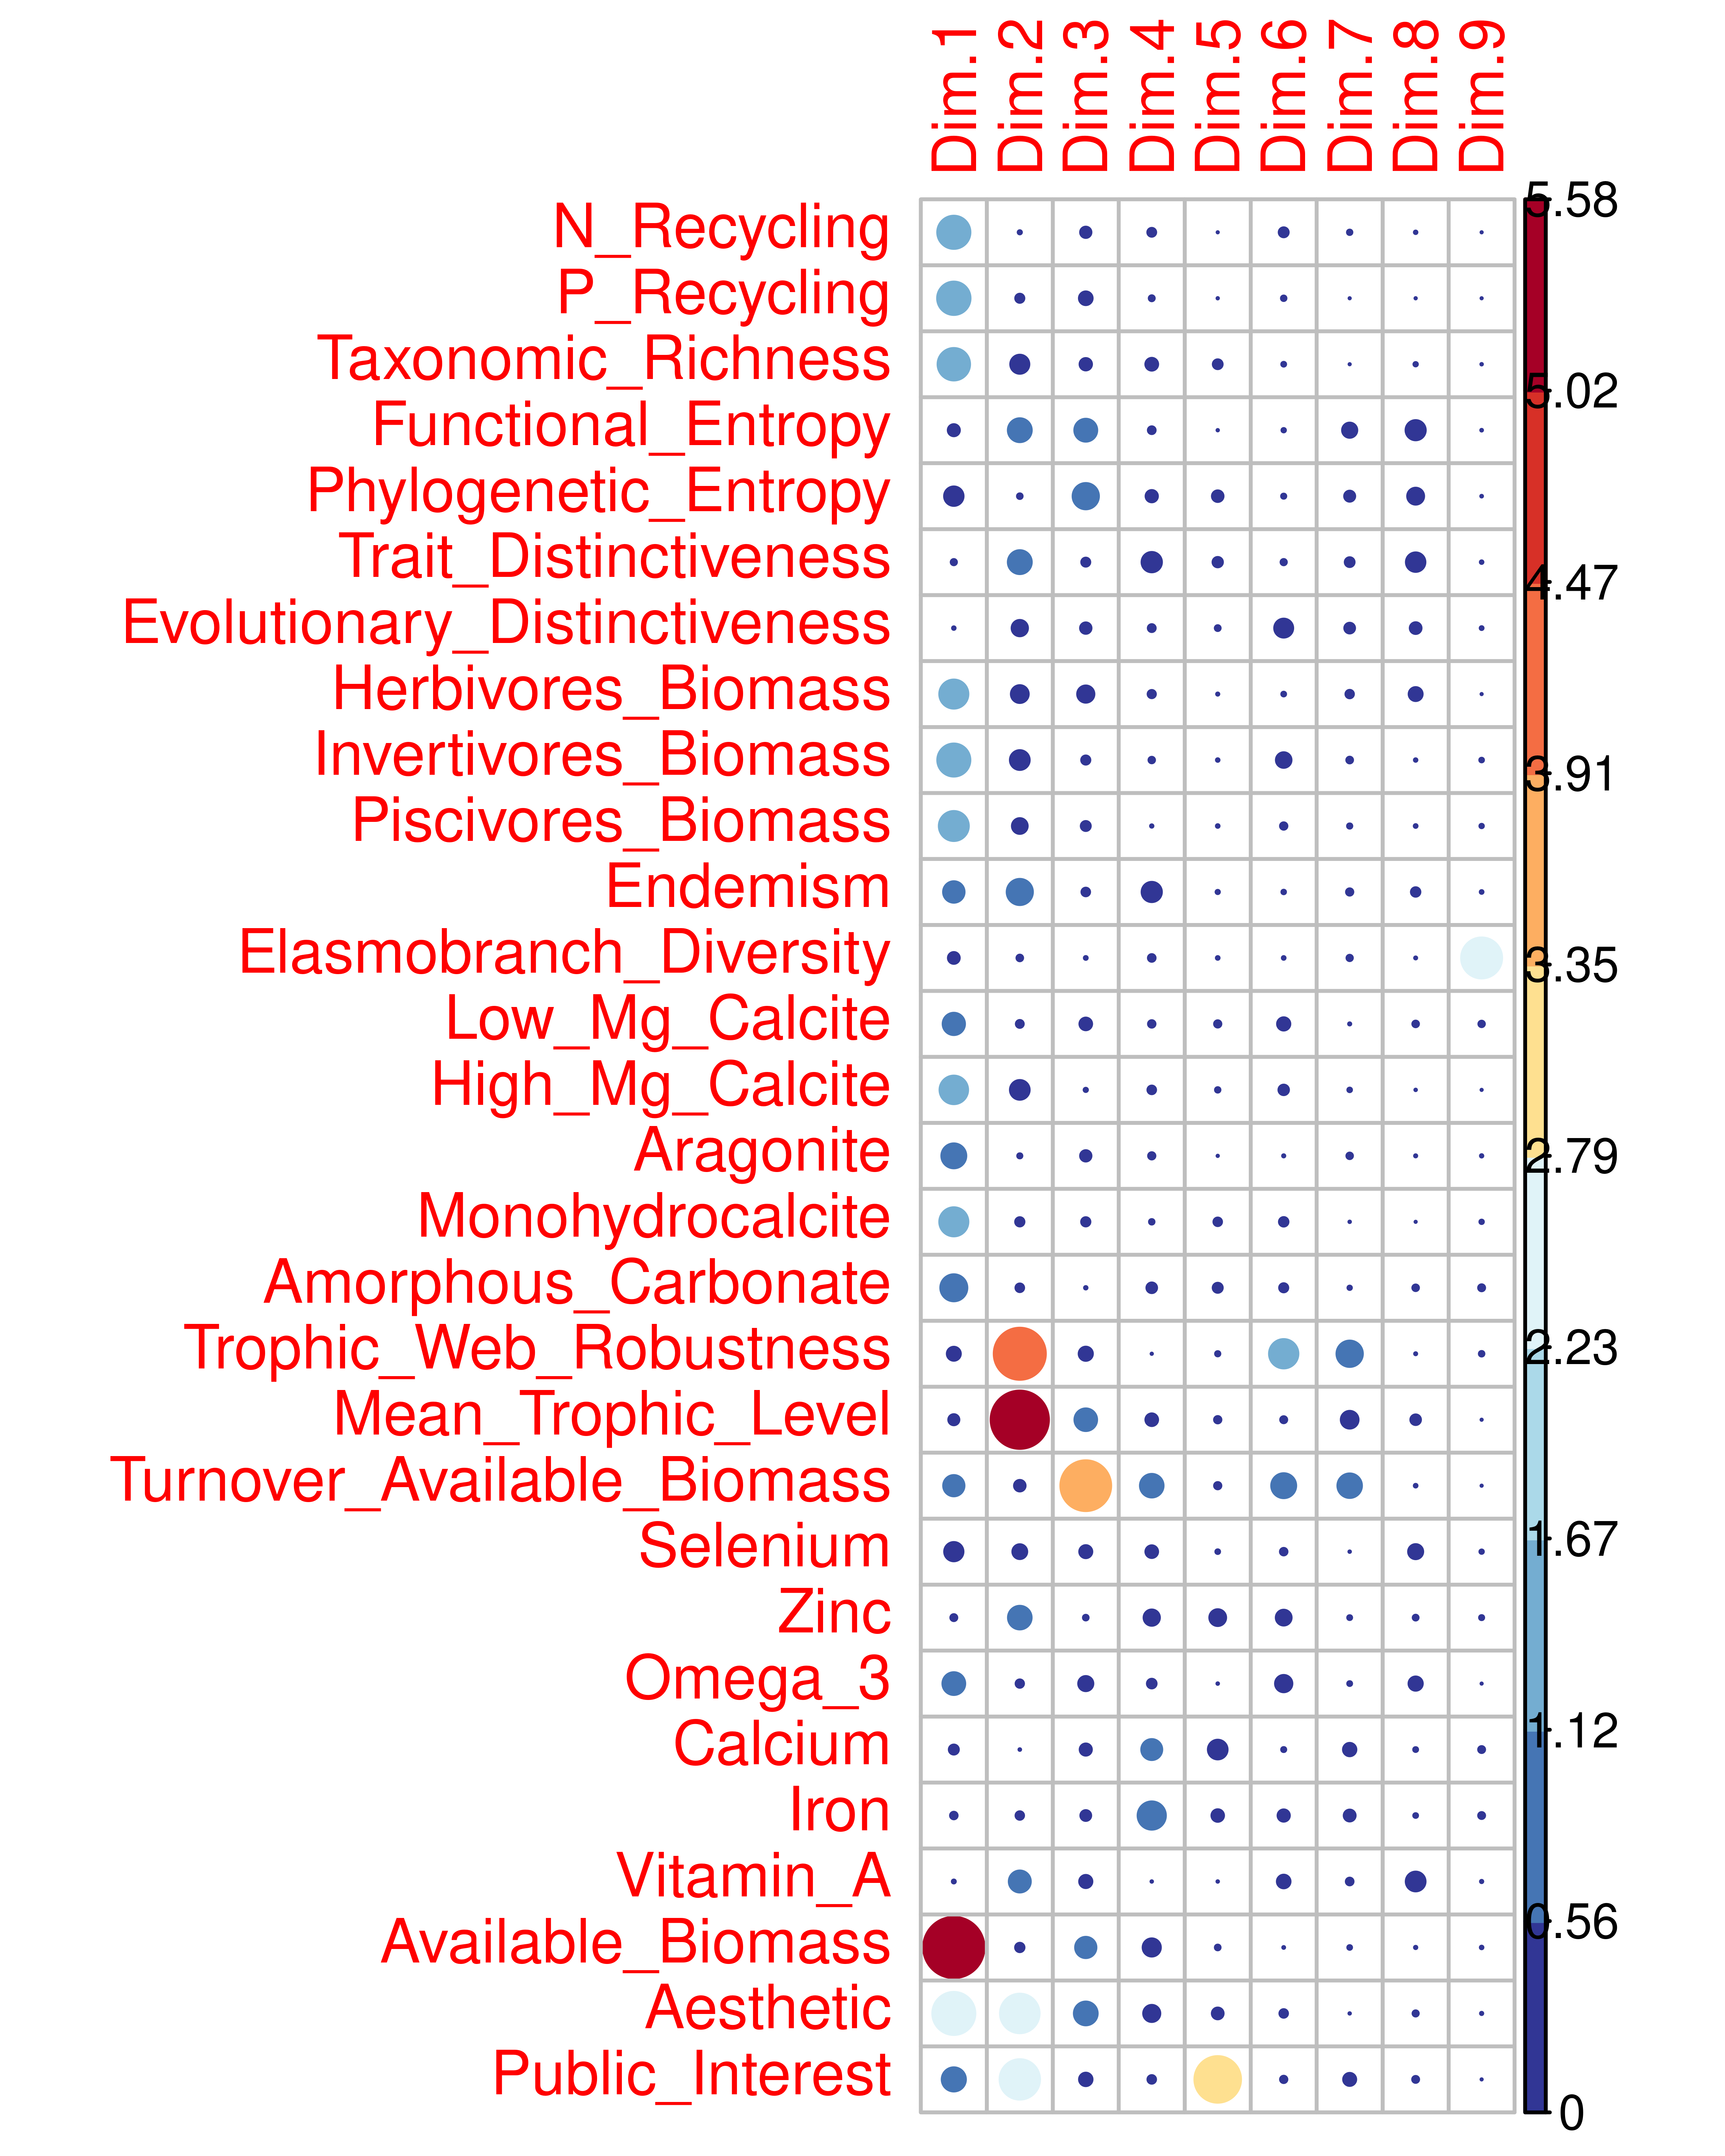 Dim.1
Dim.2
Dim.3
Dim.4
Dim.5
Dim.6
Dim.7
Dim.8
Dim.9
N_Recycling
P_Recycling
Taxonomic_Richness
Functional_Entropy
Phylogenetic_Entropy
Trait_Distinctiveness
Evolutionary_Distinctiveness
Herbivores_Biomass
Invertivores_Biomass
Piscivores_Biomass
Endemism
Elasmobranch_Diversity
Low_Mg_Calcite
High_Mg_Calcite
Aragonite
Monohydrocalcite
Amorphous_Carbonate
Trophic_Web_Robustness
Mean_Trophic_Level
Turnover_Available_Biomass
Selenium
Zinc
Omega_3
Calcium
Iron
Vitamin_A
Available_Biomass
Aesthetic
Public_Interest
5.58
5.02
4.47
3.91
3.35
2.79
2.23
1.67
1.12
0.56
0